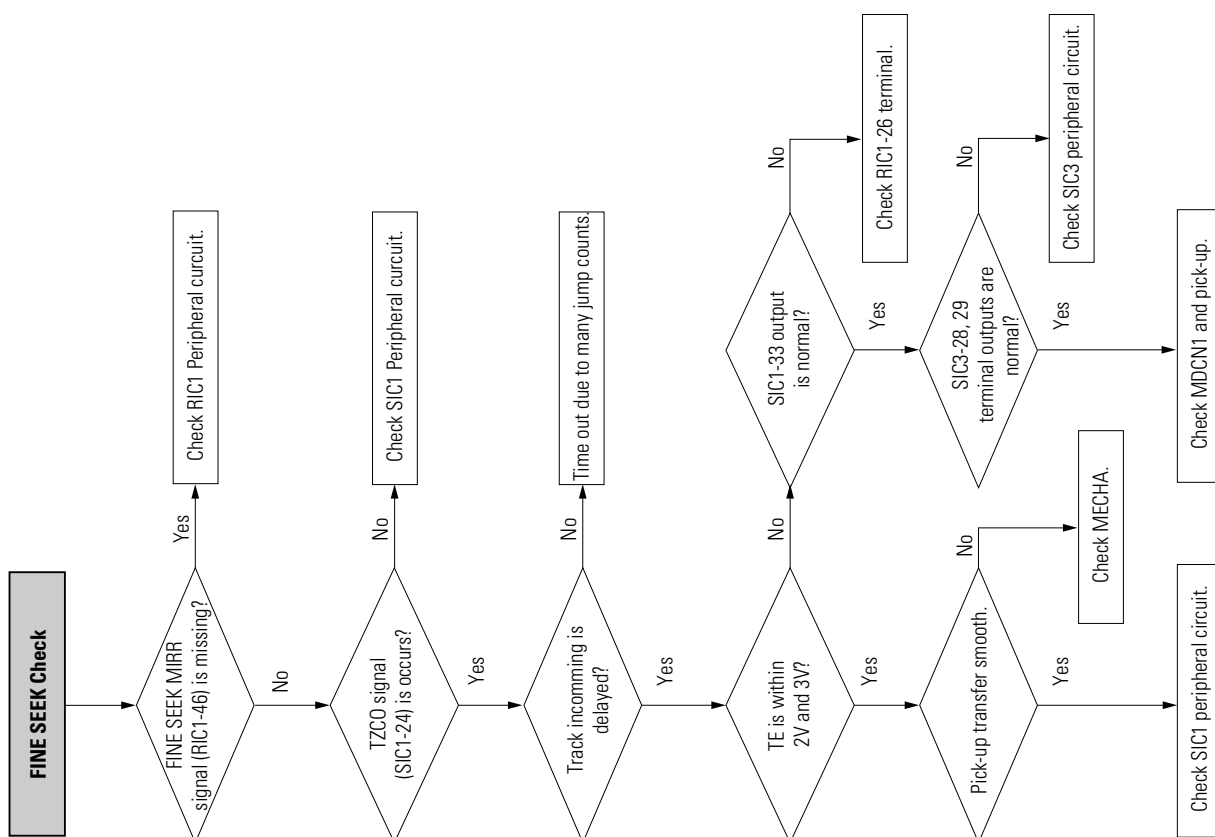 FINE SEEK Check
FINE SEEK MIRR
signal (RIC1-46) is missing?
Yes
Check RIC1 Peripheral curcuit.
No
TZCO signal
(SIC1-24) is occurs?
No
Check SIC1 Peripheral curcuit.
Yes
Track incomming is
delayed?
No
Time out due to many jump counts.
Yes
TE is within
2V and 3V?
No
SIC1-33 output
is normal?
No
Check RIC1-26 terminal.
Yes
Yes
SIC3-28, 29
terminal outputs are
normal?
No
Check SIC3 peripheral circuit.
Yes
Check MDCN1 and pick-up.
Pick-up transfer smooth.
No
Check MECHA.
Yes
Check SIC1 peripheral circuit.